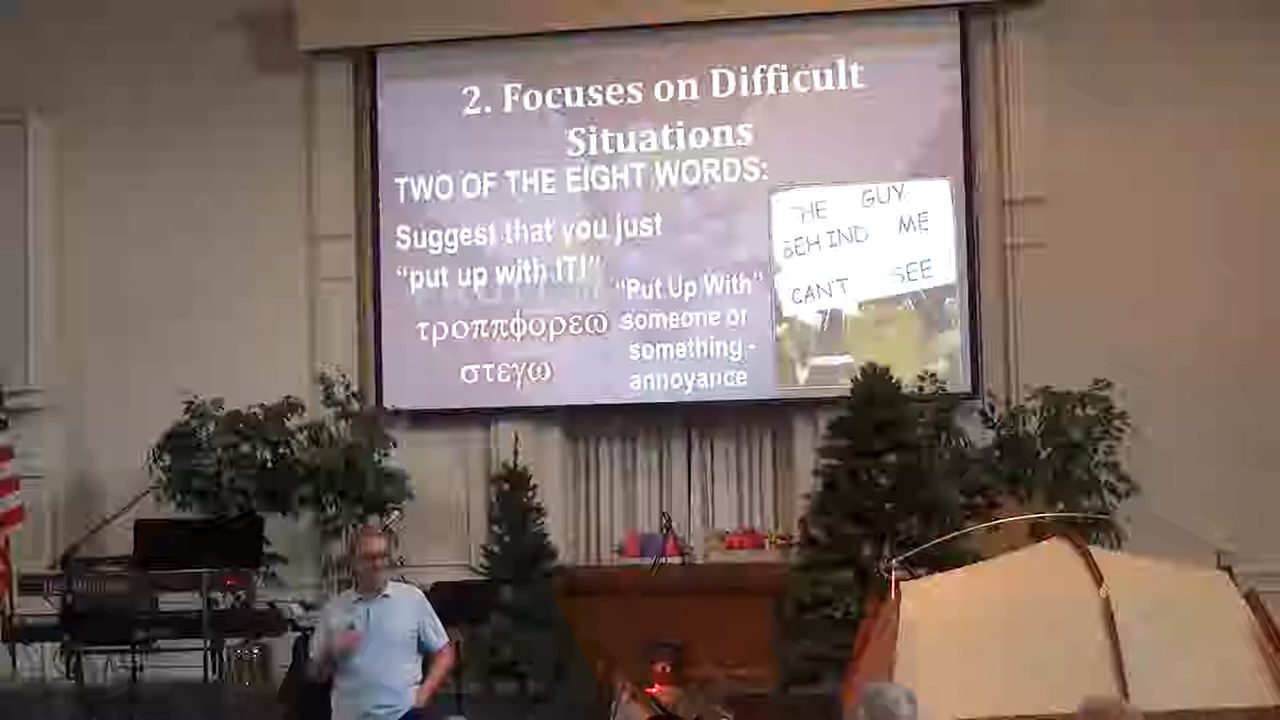 2. Focuses on Difficult
Situations
TWO OF THE EIGHT WORDS:
Suggest that you just
“put up with IT!”
τροππφορεω
στεγω
“Put Up With”
someone or
something -
annoyance
THE GUY
BEHIND ME
CAN'T SEE